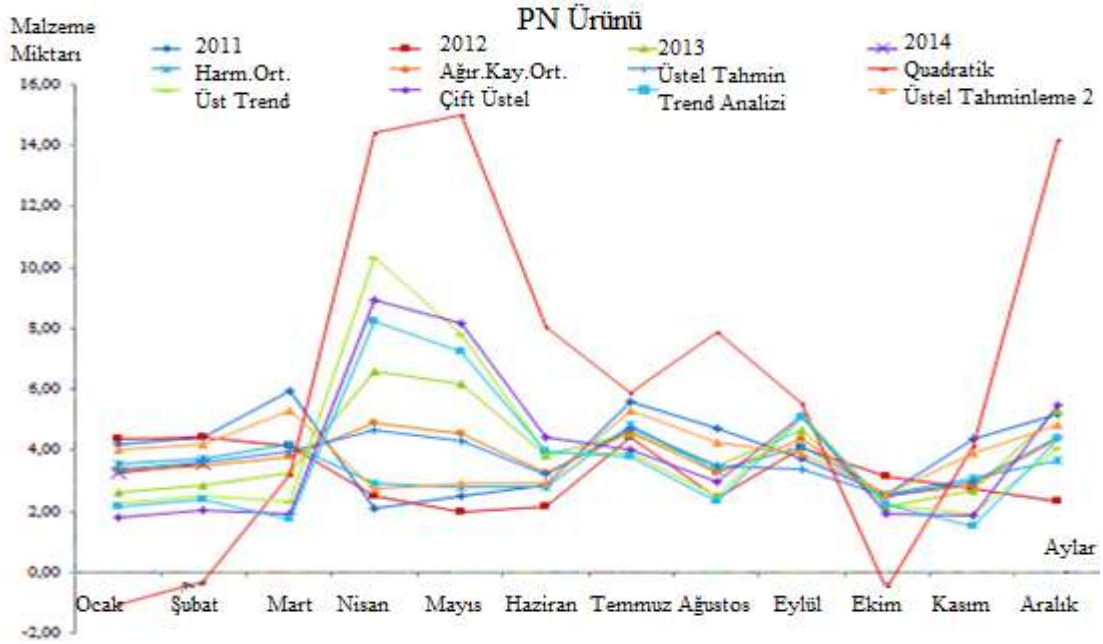 PN Ürünü
Malzeme
Miktarı
2011
2012
2013
2014
Harm.Ort.
Ağır.Kay.Ort.
Üstel Tahmin
Quadratik
Üst Trend
Çift Üstel
Trend Analizi
Üstel Tahminleme 2
16,00
14,00
12,00
10,00
8,00
6,00
4,00
2,00
0,00
-2,00
Aylar
Ocak Şubat Mart Nisan Mayıs Haziran Temmuz Ağustos Eylül Ekim Kasım Aralık